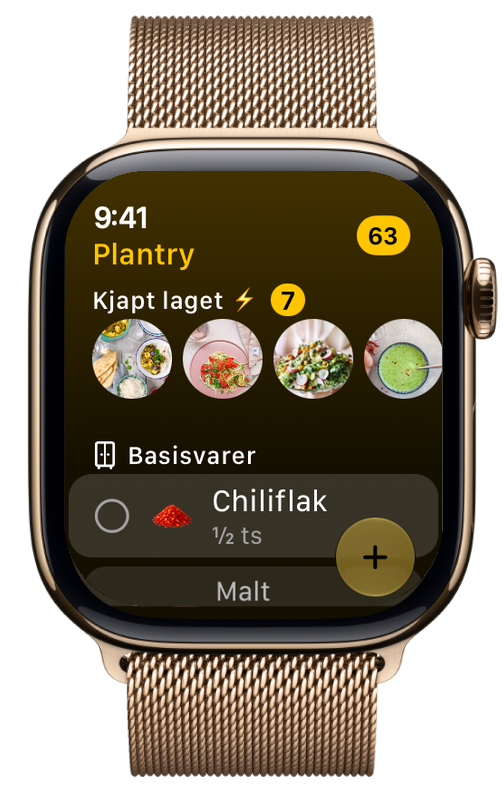 9:41
63
Plantry
Kjapt laget ⚡ 7
Basisvarer
Chiliflak
½ ts
+
Malt